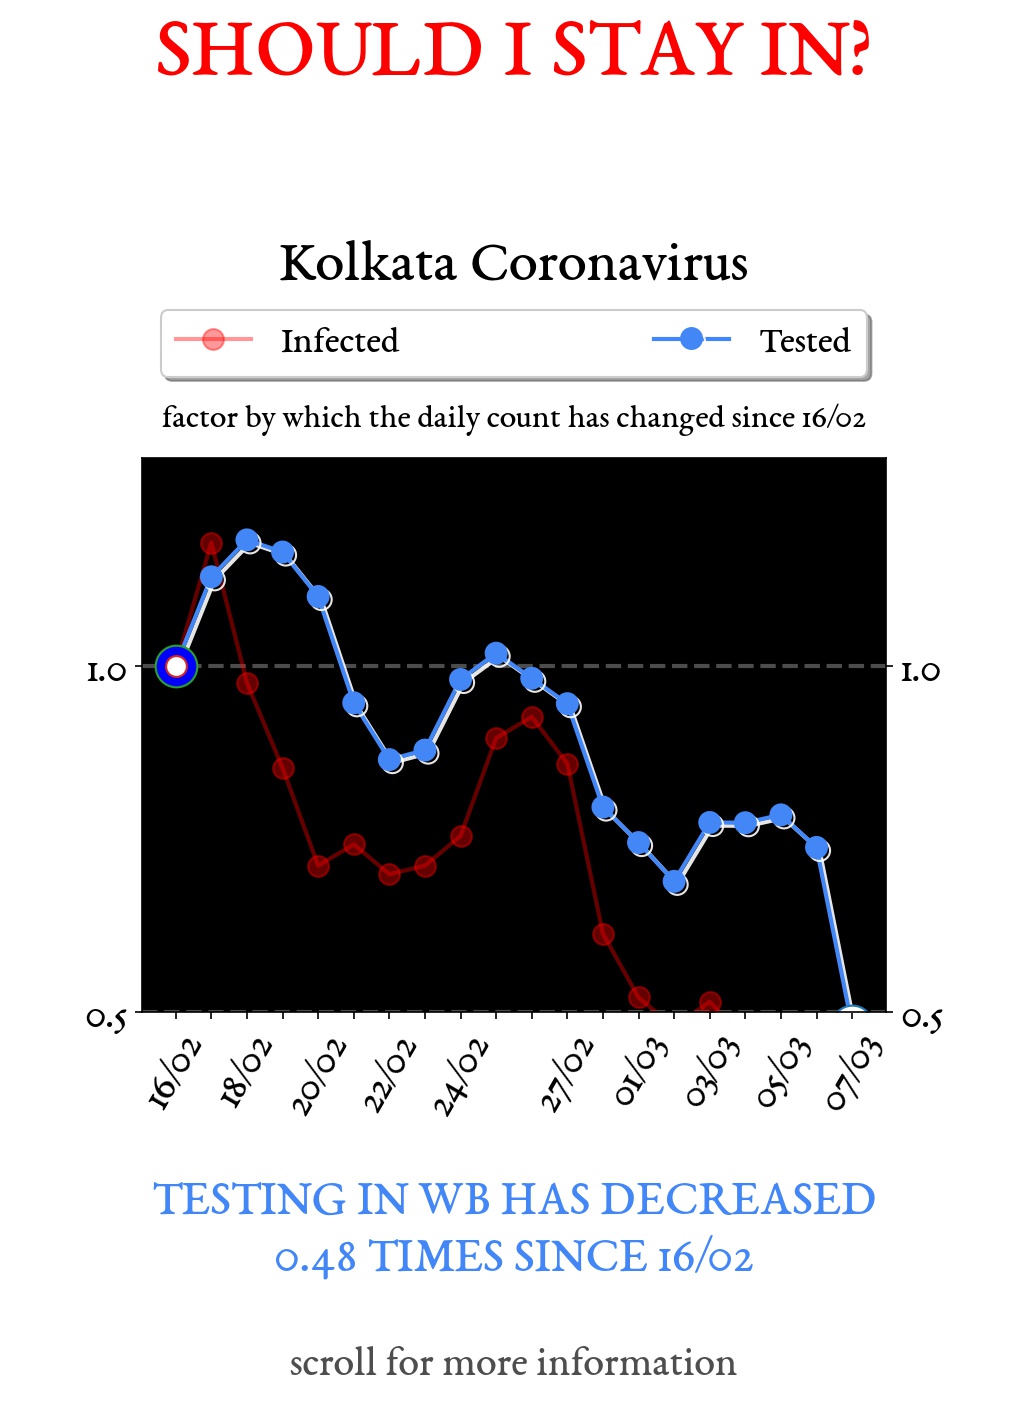 SHOULD I STAY IN?
Kolkata Coronavirus
Infected Tested
factor by which the daily count has changed since 16/02
1.0 1.0
0.5 0.5
16/02 18/02 20/02 22/02 24/02 27/02 01/03 03/03 05/03 07/03
TESTING IN WB HAS DECREASED
0.48 TIMES SINCE 16/02
scroll for more information